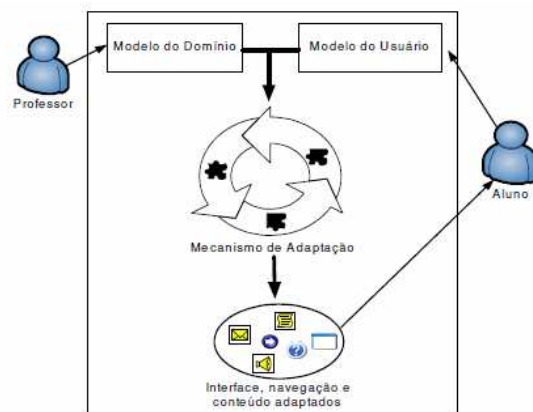 Modelo do Domínio
Modelo do Usuário
Professor
Aluno
Mecanismo de Adaptação
Interface, navegação e
conteúdo adaptados